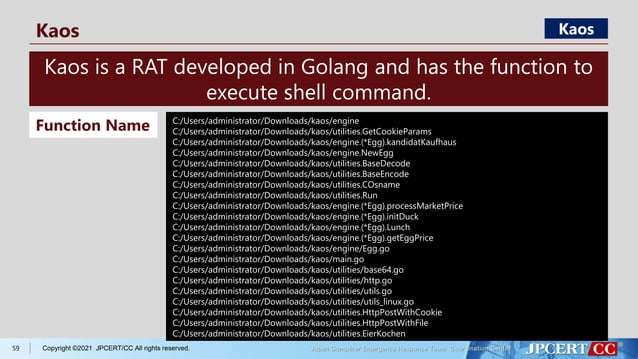 Kaos
Kaos
Kaos is a RAT developed in Golang and has the function to
execute shell command.
Function Name
C:/Users/administrator/Downloads/kaos/engine
C:/Users/administrator/Downloads/kaos/utilities.GetCookieParams
C:/Users/administrator/Downloads/kaos/engine.(*Egg).kandidatKaufhaus
C:/Users/administrator/Downloads/kaos/engine.NewEgg
C:/Users/administrator/Downloads/kaos/utilities.BaseDecode
C:/Users/administrator/Downloads/kaos/utilities.BaseEncode
C:/Users/administrator/Downloads/kaos/utilities.COsname
C:/Users/administrator/Downloads/kaos/utilities.Run
C:/Users/administrator/Downloads/kaos/engine.(*Egg).processMarketPrice
C:/Users/administrator/Downloads/kaos/engine.(*Egg).initDuck
C:/Users/administrator/Downloads/kaos/engine.(*Egg).Lunch
C:/Users/administrator/Downloads/kaos/engine.(*Egg).getEggPrice
C:/Users/administrator/Downloads/kaos/engine/Egg.go
C:/Users/administrator/Downloads/kaos/main.go
C:/Users/administrator/Downloads/kaos/utilities/base64.go
C:/Users/administrator/Downloads/kaos/utilities/http.go
C:/Users/administrator/Downloads/kaos/utilities/utils.go
C:/Users/administrator/Downloads/kaos/utilities/utils_linux.go
C:/Users/administrator/Downloads/kaos/utilities.HttpPostWithCookie
C:/Users/administrator/Downloads/kaos/utilities.HttpPostWithFile
C:/Users/administrator/Downloads/kaos/utilities.EierKochen
59
Copyright ©2021 JPCERT/CC All rights reserved.
Japan Computer Emergency Response Team Coordination Center
JPCERT CC